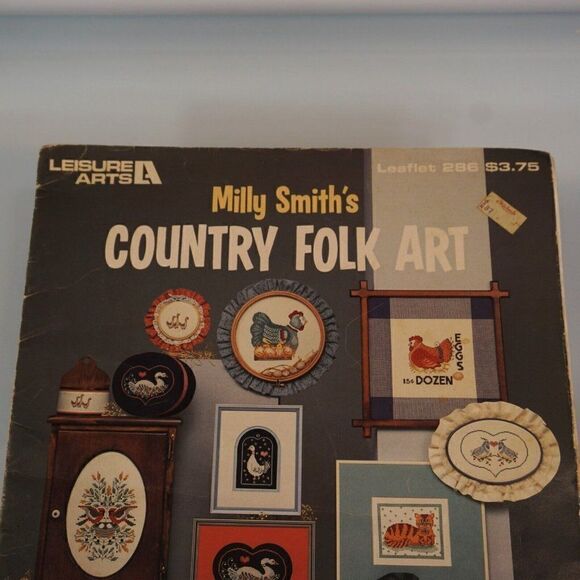 LEISURE
ARTS
Leaflet 286 $3.75
Milly Smith's
COUNTRY FOLK ART
EGGS
15¢ DOZEN